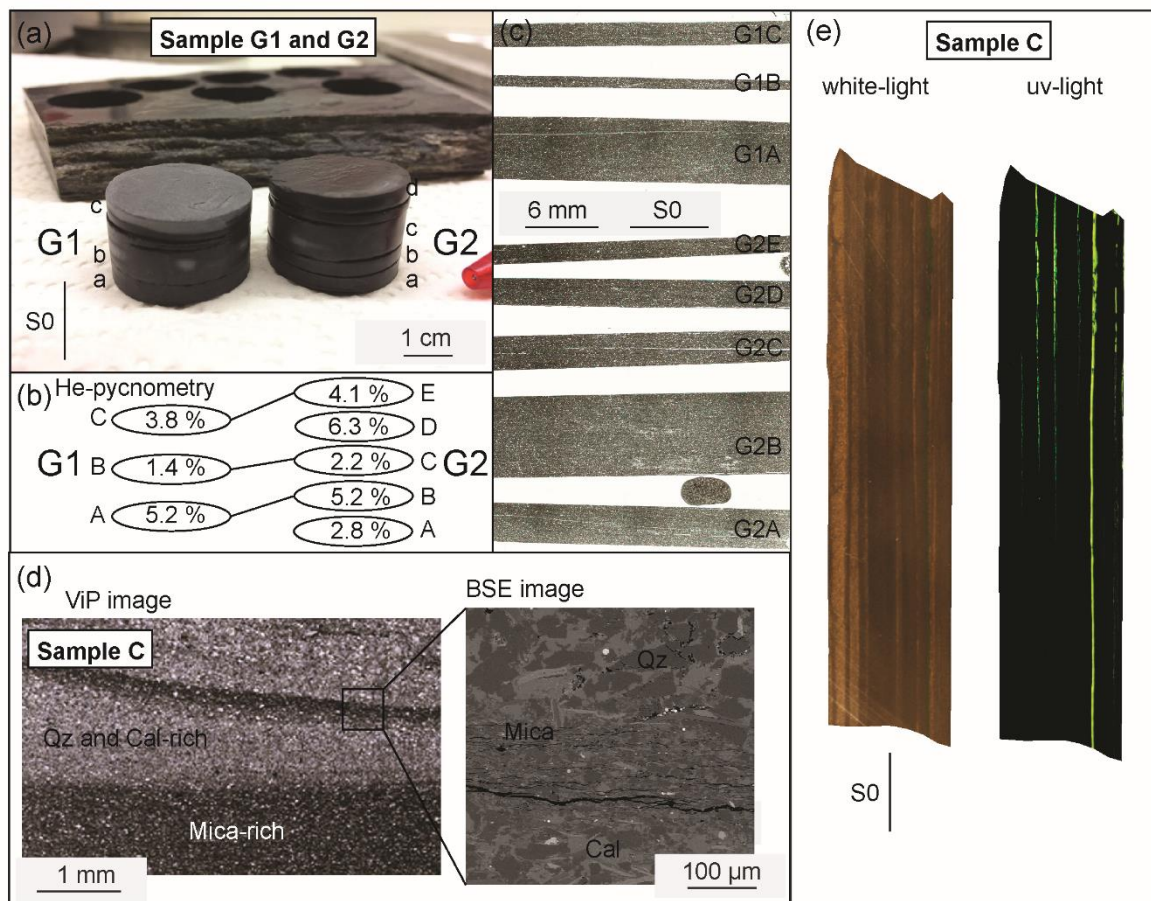 (a)
Sample G1 and G2
c
G1
b
a
d
c
G2
b
a
S0
1 cm
(b)
He-pycnometry
C 3.8 % 4.1 % E
6.3 % D
G1 B 1.4 % 2.2 % C G2
A 5.2 % 5.2 % B
2.8 % A
(c)
G1C
G1B
G1A
6 mm S0
G2E
G2D
G2C
G2B
G2A
(d)
ViP image
BSE image
Sample C
Qz and Cal-rich
Mica-rich
1 mm
Qz
Mica
Cal
100 µm
(e)
Sample C
white-light uv-light
S0